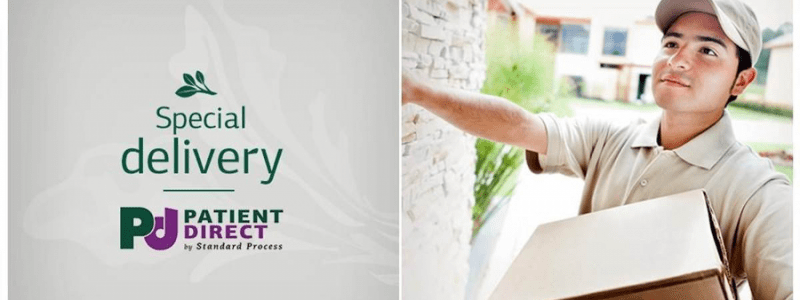 Special
delivery
PD PATIENT
DIRECT
by Standard Process